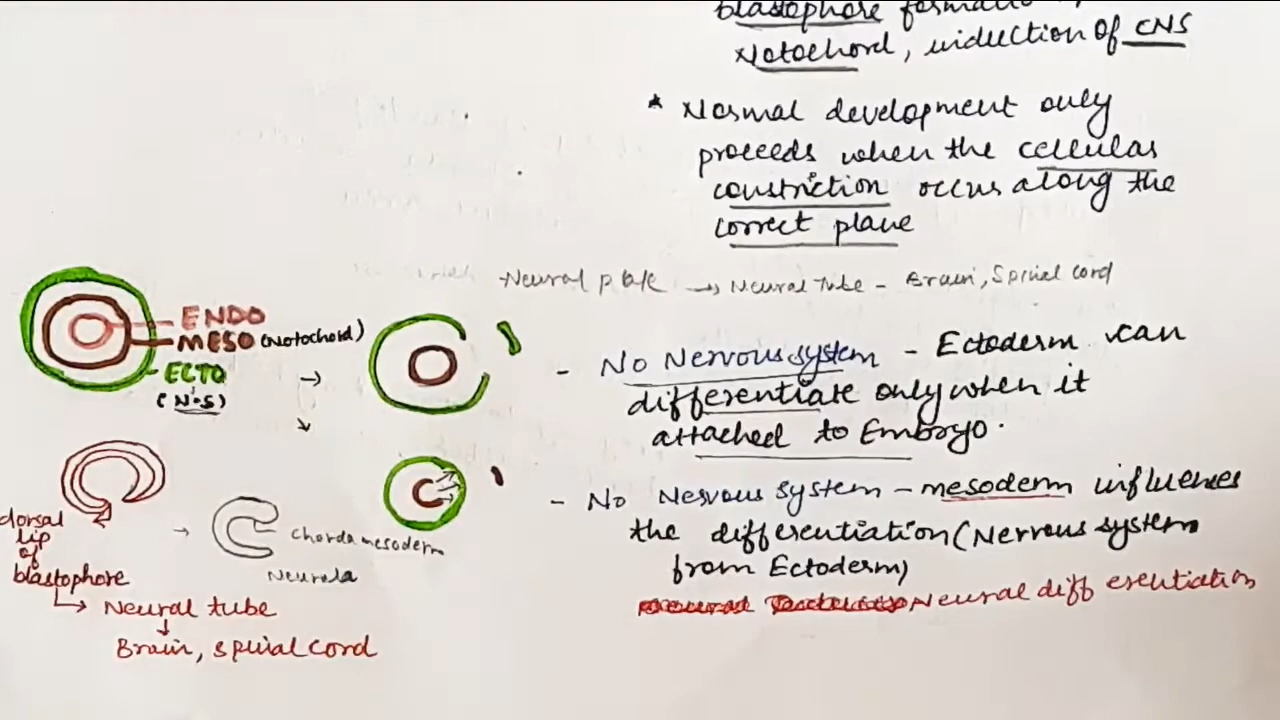 blastophore formatio
Notochord, induction of CNS
* Normal development only
proceeds when the cellular
constriction occurs along the
correct plane
Neural plate → Neural tube - Brain, Spinal cord
ENDO
MESO (Notochord)
ECTO
(N.S)
→
- No Nervous system - Ectoderm can
differentiate only when it
attached to Embryo.
- No Nervous system - mesoderm influences
the differentiation (Nervous system
from Ectoderm)
Neural differentiation
dorsal
lip
of
blastophore
→ Neural tube
↓
Brain, spinal cord
→
Chorda mesoderm
Neurula